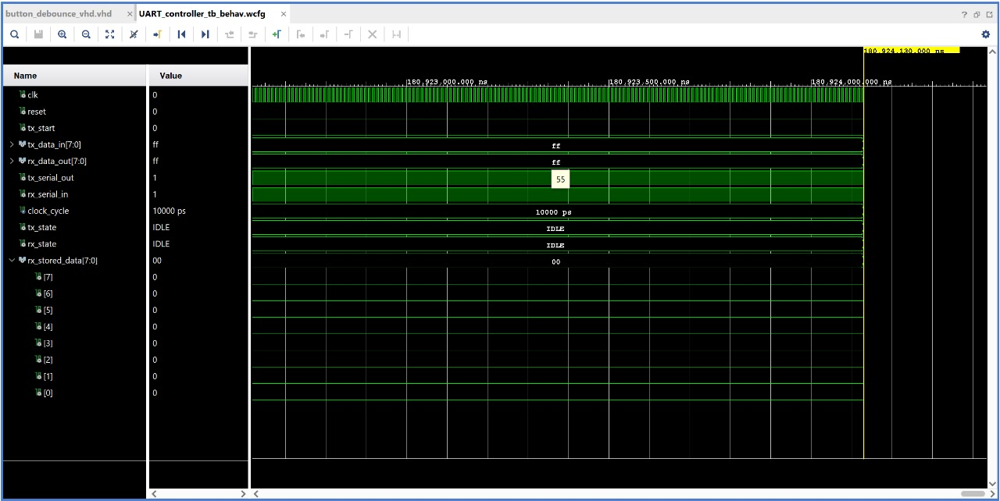 button_debounce_vhd.vhd × UART_controller_tb_behav.wcfg ×
180,924,130.000 ns
Name Value
180,923,000.000 ns 180,923,500.000 ns 180,924,000.000 ns
clk 0
reset 0
tx_start 0
tx_data_in[7:0] ff ff
rx_data_out[7:0] ff ff
tx_serial_out 1 55
rx_serial_in 1
clock_cycle 10000 ps 10000 ps
tx_state IDLE IDLE
rx_state IDLE IDLE
rx_stored_data[7:0] 00 00
[7] 0
[6] 0
[5] 0
[4] 0
[3] 0
[2] 0
[1] 0
[0] 0